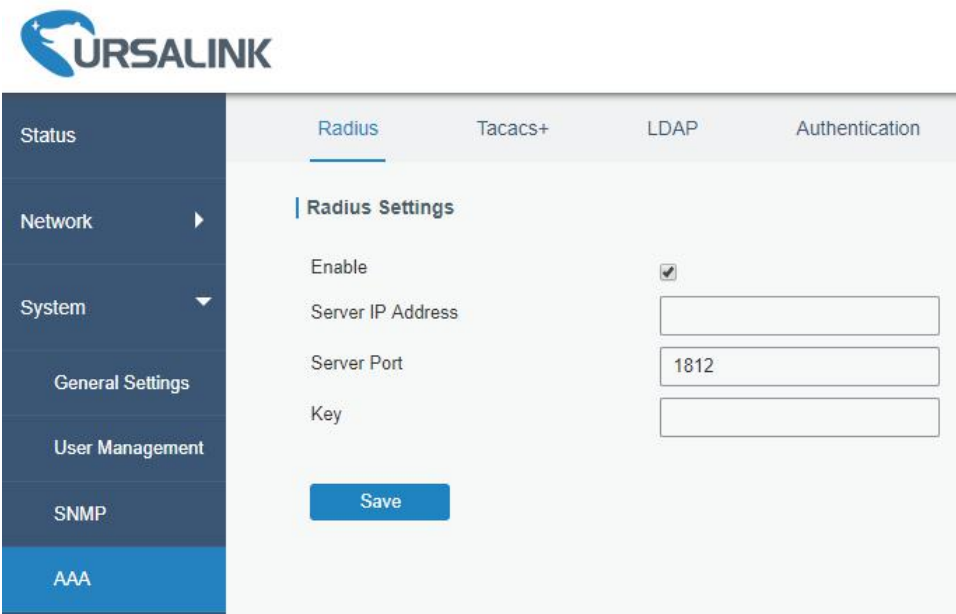 URSALINK
Status
Network
System
General Settings
User Management
SNMP
AAA
Radius Tacacs+ LDAP Authentication
Radius Settings
Enable
Server IP Address
Server Port 1812
Key
Save